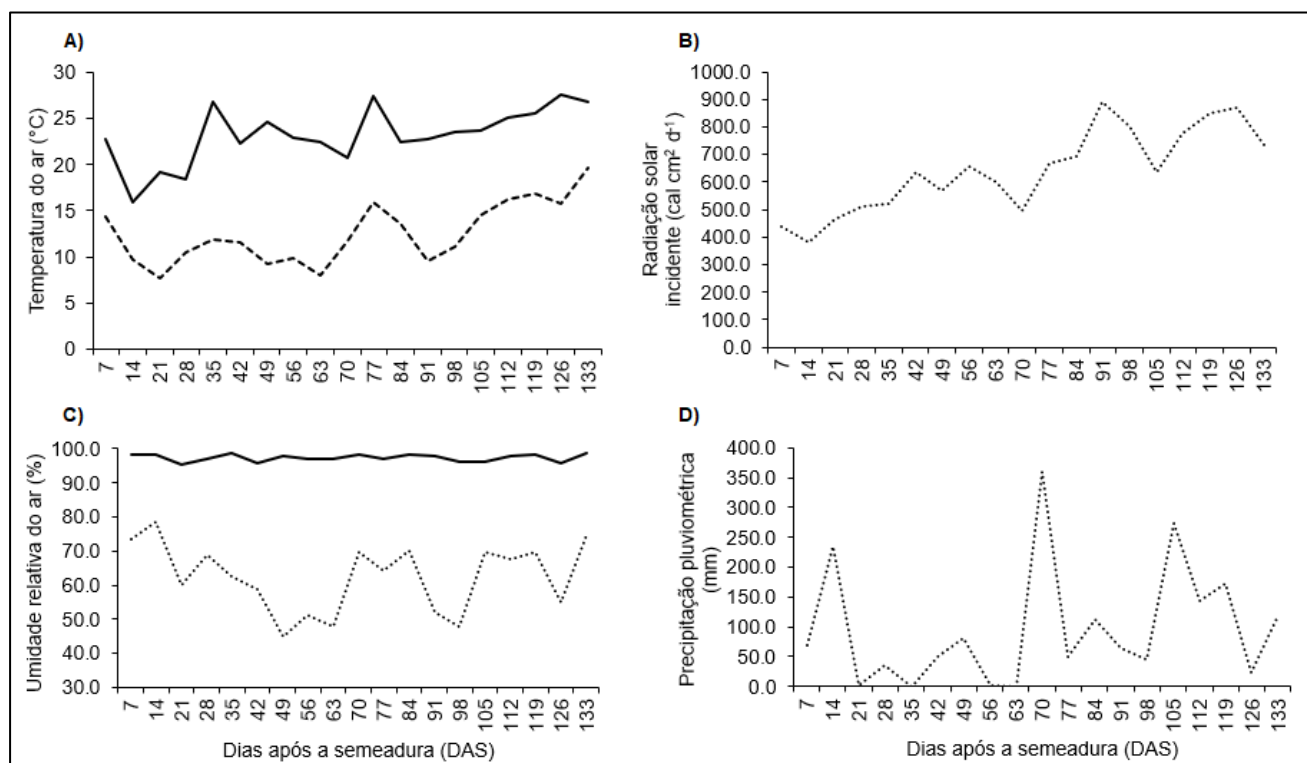 A)
Temperatura do ar (°C)
30
25
20
15
10
5
0
7 14 21 28 35 42 49 56 63 70 77 84 91 98 105 112 119 126 133
B)
Radiação solar
incidente (cal cm² d⁻¹)
1000.0
900.0
800.0
700.0
600.0
500.0
400.0
300.0
200.0
100.0
0.0
7 14 21 28 35 42 49 56 63 70 77 84 91 98 105 112 119 126 133
C)
Umidade relativa do ar (%)
100.0
90.0
80.0
70.0
60.0
50.0
40.0
30.0
7 14 21 28 35 42 49 56 63 70 77 84 91 98 105 112 119 126 133
Dias após a semeadura (DAS)
D)
Precipitação pluviométrica
(mm)
400.0
350.0
300.0
250.0
200.0
150.0
100.0
50.0
0.0
7 14 21 28 35 42 49 56 63 70 77 84 91 98 105 112 119 126 133
Dias após a semeadura (DAS)